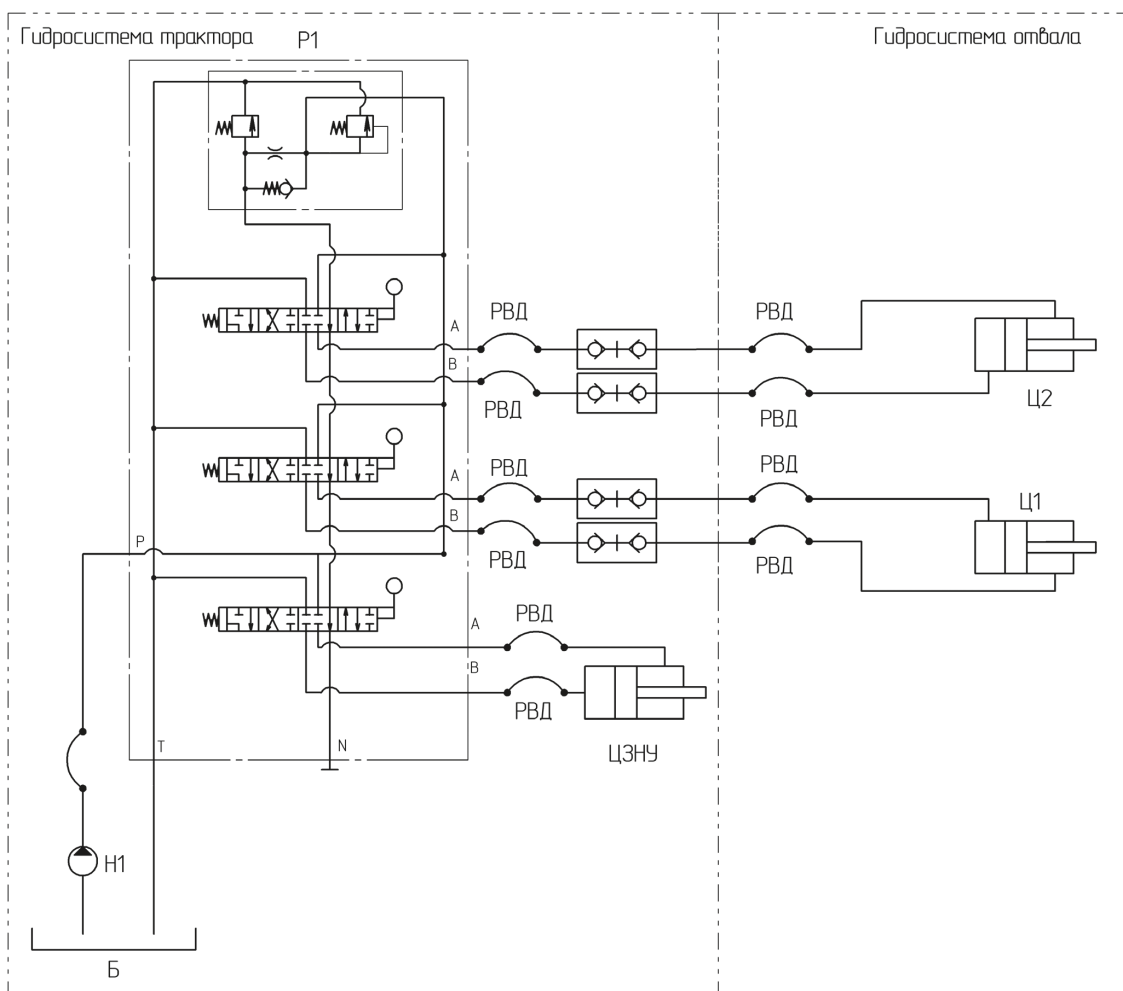 Гидросистема трактора
Р1
Гидросистема отвала
РВД
РВД
A
B
РВД
РВД
Ц2
РВД
РВД
A
Ц1
B
P
РВД
РВД
РВД
A
B
РВД
ЦЗНУ
T
N
Н1
Б